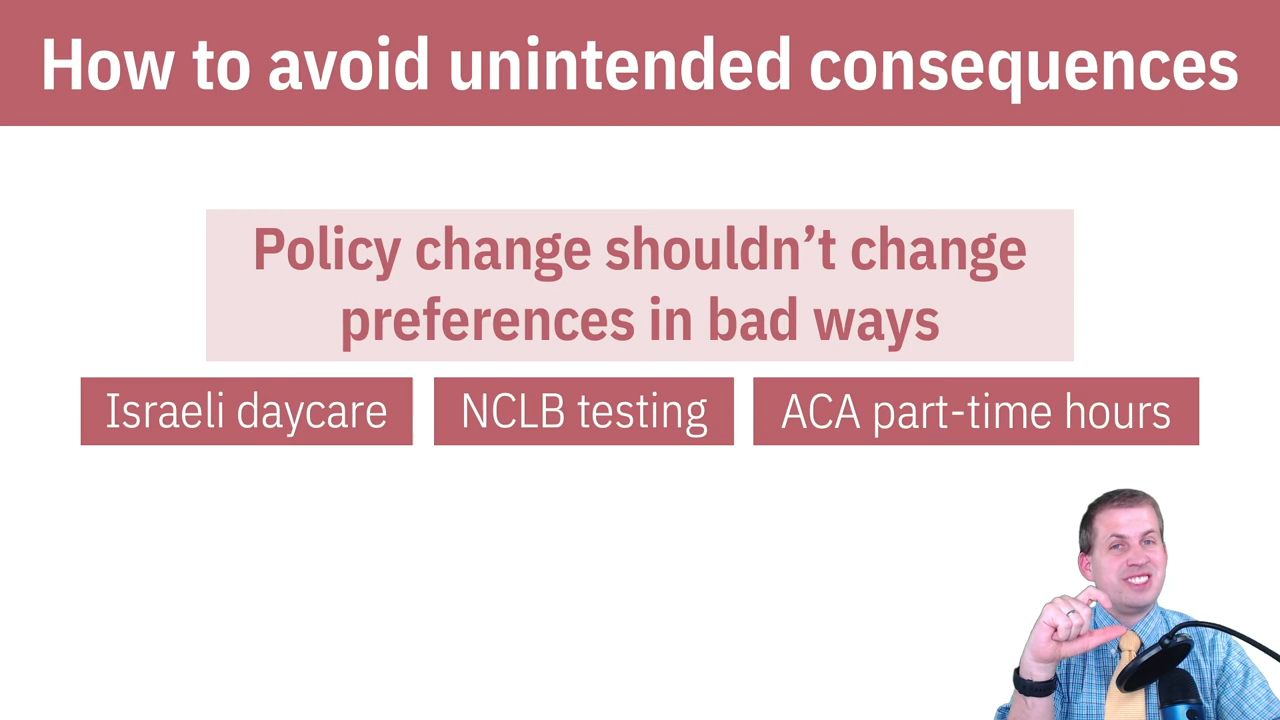 How to avoid unintended consequences
Policy change shouldn’t change
preferences in bad ways
Israeli daycare
NCLB testing
ACA part-time hours